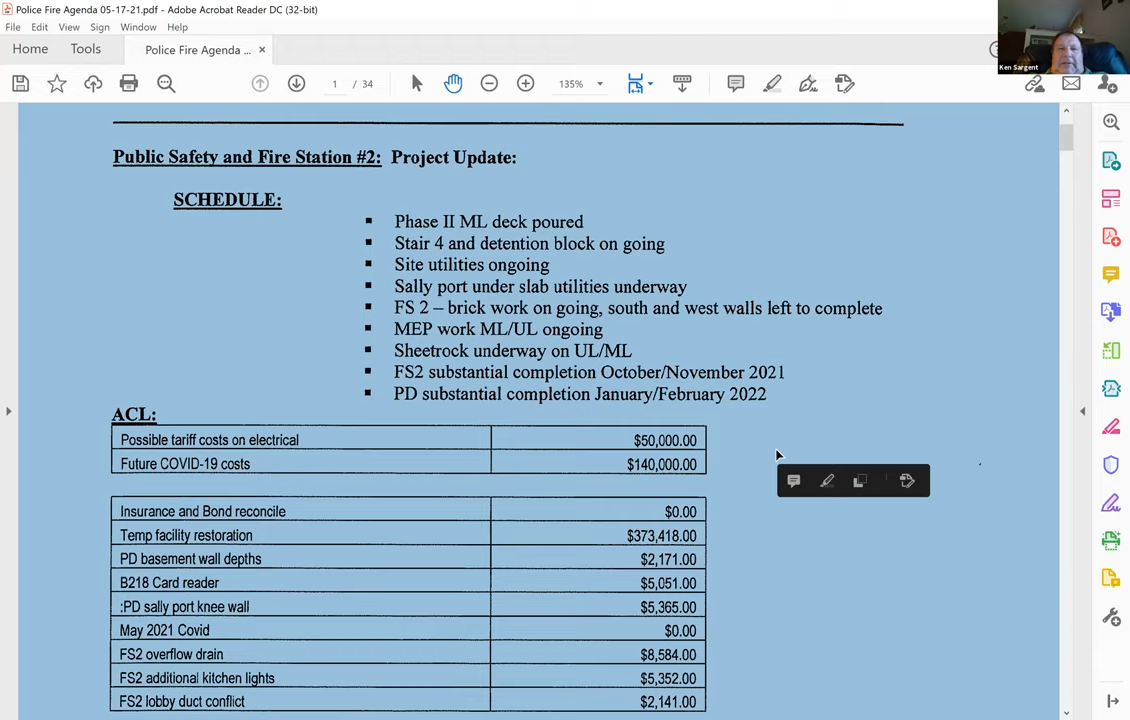 Police Fire Agenda 05-17-21.pdf - Adobe Acrobat Reader DC (32-bit)
File Edit View Sign Window Help
Home Tools Police Fire Agenda ... ×
1 / 34 135%
Ken Sargent
Public Safety and Fire Station #2: Project Update:
SCHEDULE:
▪ Phase II ML deck poured
▪ Stair 4 and detention block on going
▪ Site utilities ongoing
▪ Sally port under slab utilities underway
▪ FS 2 – brick work on going, south and west walls left to complete
▪ MEP work ML/UL ongoing
▪ Sheetrock underway on UL/ML
▪ FS2 substantial completion October/November 2021
▪ PD substantial completion January/February 2022
ACL:
Possible tariff costs on electrical $50,000.00
Future COVID-19 costs $140,000.00
Insurance and Bond reconcile $0.00
Temp facility restoration $373,418.00
PD basement wall depths $2,171.00
B218 Card reader $5,051.00
:PD sally port knee wall $5,365.00
May 2021 Covid $0.00
FS2 overflow drain $8,584.00
FS2 additional kitchen lights $5,352.00
FS2 lobby duct conflict $2,141.00